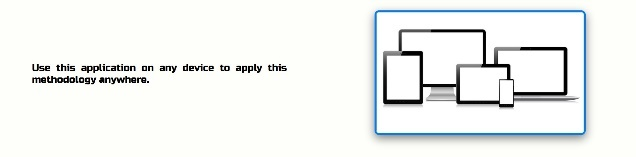 Use this application on any device to apply this
methodology anywhere.